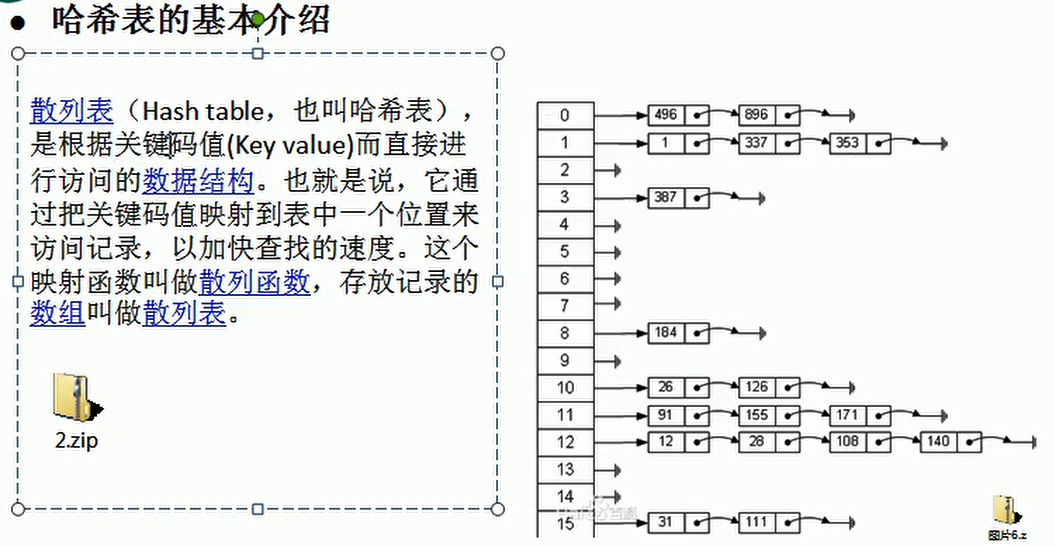 ● 哈希表的基本介绍
散列表（Hash table，也叫哈希表），
是根据关键码值(Key value)而直接进
行访问的数据结构。也就是说，它通
过把关键码值映射到表中一个位置来
访问记录，以加快查找的速度。这个
映射函数叫做散列函数，存放记录的
数组叫做散列表。
2.zip
0 496 896
1 1 337 353
2
3 387
4
5
6
7
8 184
9
10 26 126
11 91 155 171
12 12 28 108 140
13
14
15 31 111
图片6.z